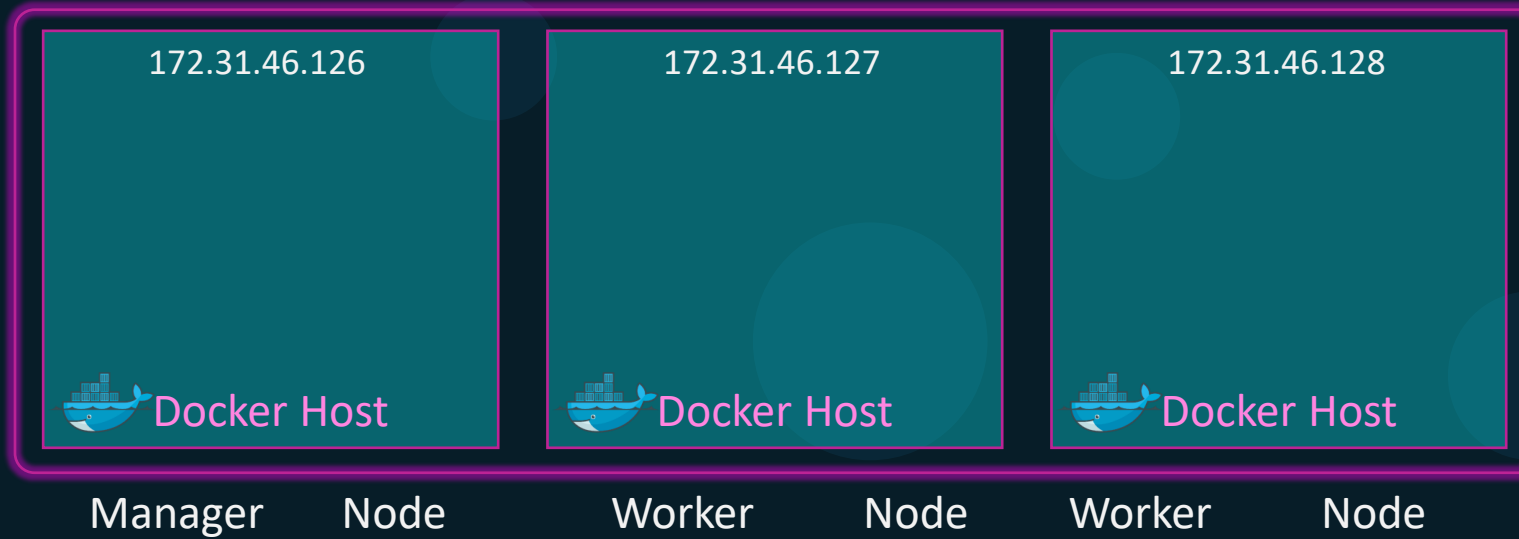 172.31.46.126
172.31.46.127
172.31.46.128
Docker Host
Docker Host
Docker Host
Manager Node
Worker Node
Worker Node